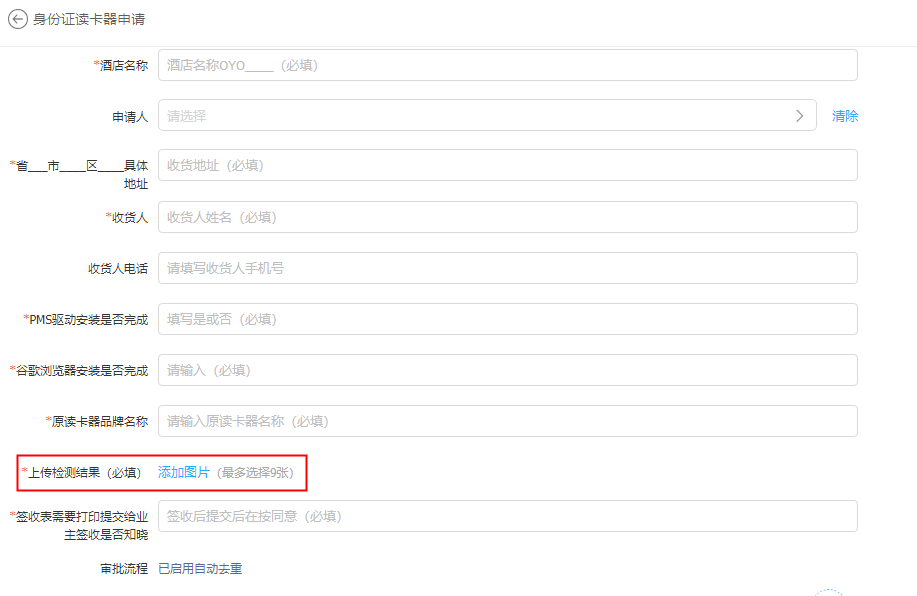 身份证读卡器申请
*酒店名称 酒店名称OYO____（必填）
申请人 请选择 清除
*省___市____区____具体
地址 收货地址（必填）
*收货人 收货人姓名（必填）
收货人电话 请填写收货人手机号
*PMS驱动安装是否完成 填写是或否（必填）
*谷歌浏览器安装是否完成 请输入（必填）
*原读卡器品牌名称 请输入原读卡器名称（必填）
*上传检测结果（必填） 添加图片（最多选择9张）
*签收表需要打印提交给业
主签收是否知晓 签收后提交后在按同意（必填）
审批流程 已启用自动去重